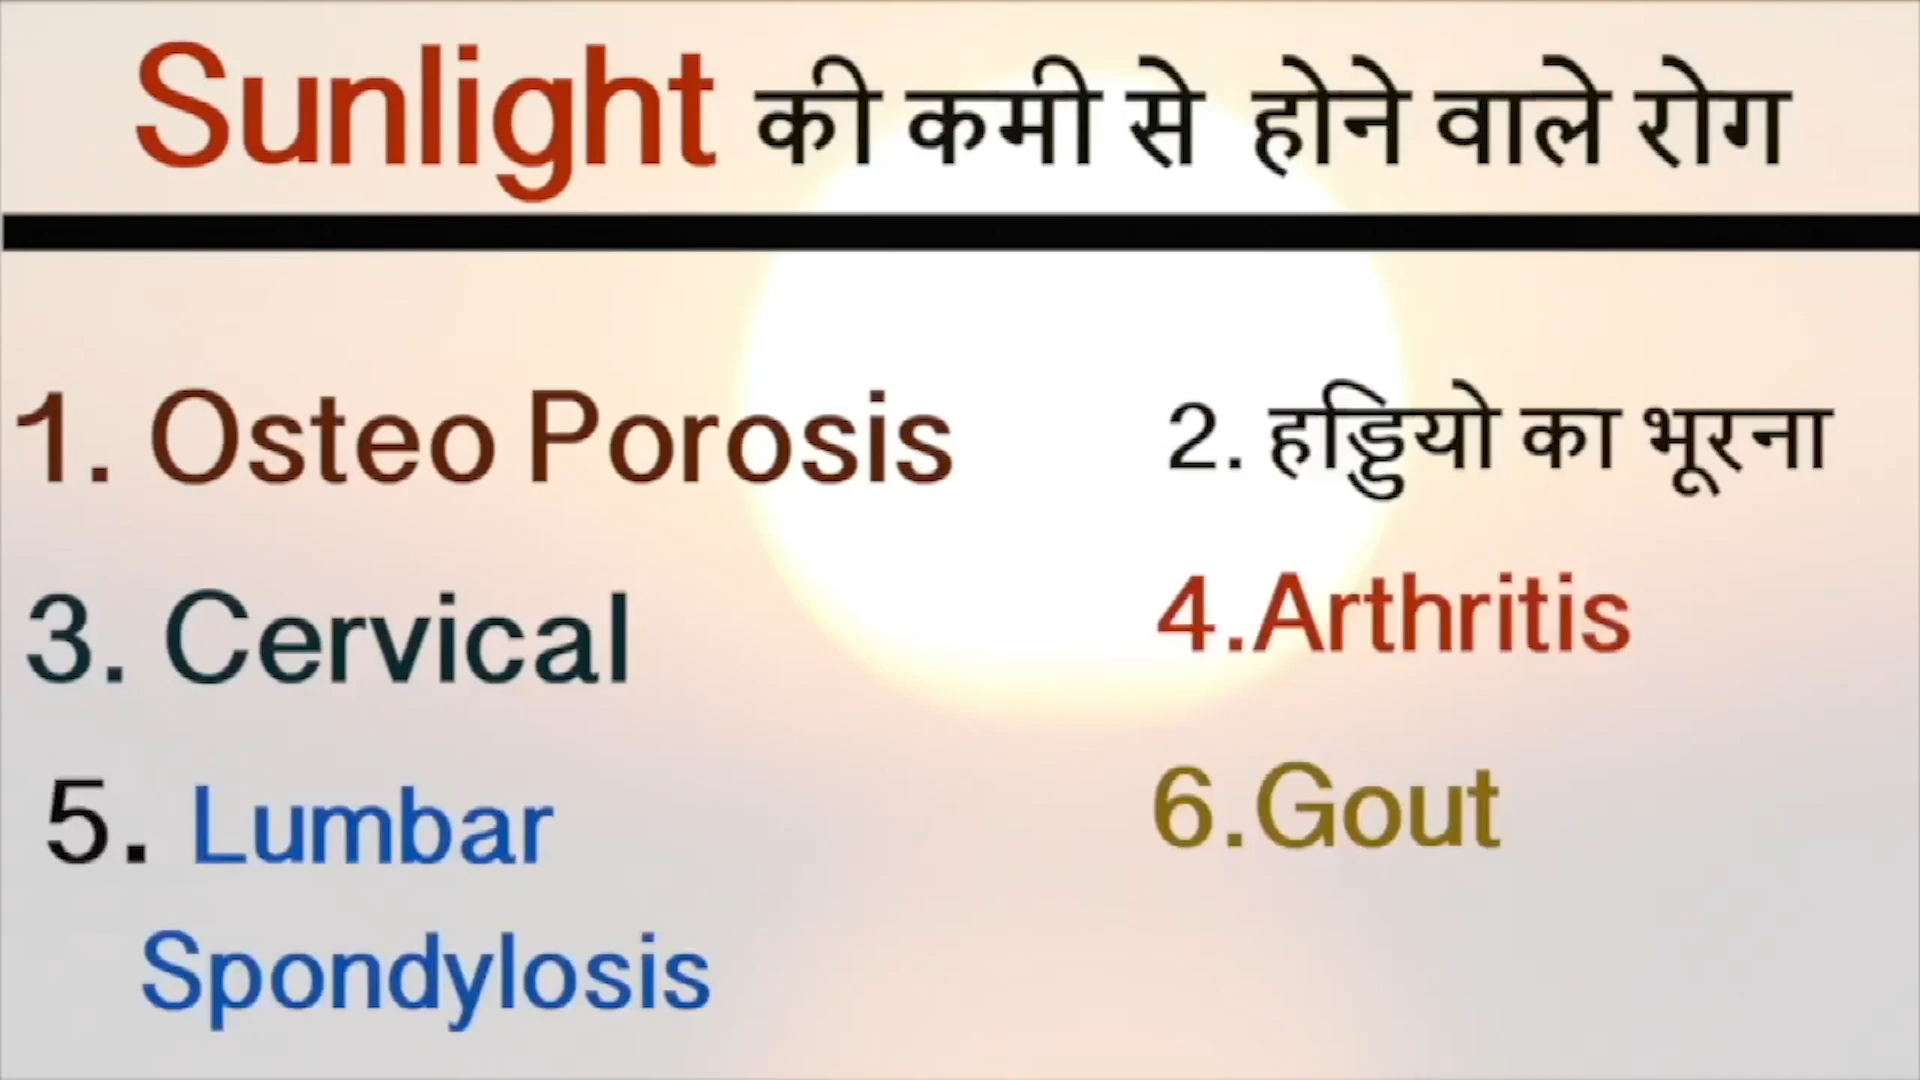 Sunlight की कमी से होने वाले रोग
1. Osteo Porosis
2. हड्डियो का भूरना
3. Cervical
4.Arthritis
5. Lumbar
Spondylosis
6.Gout